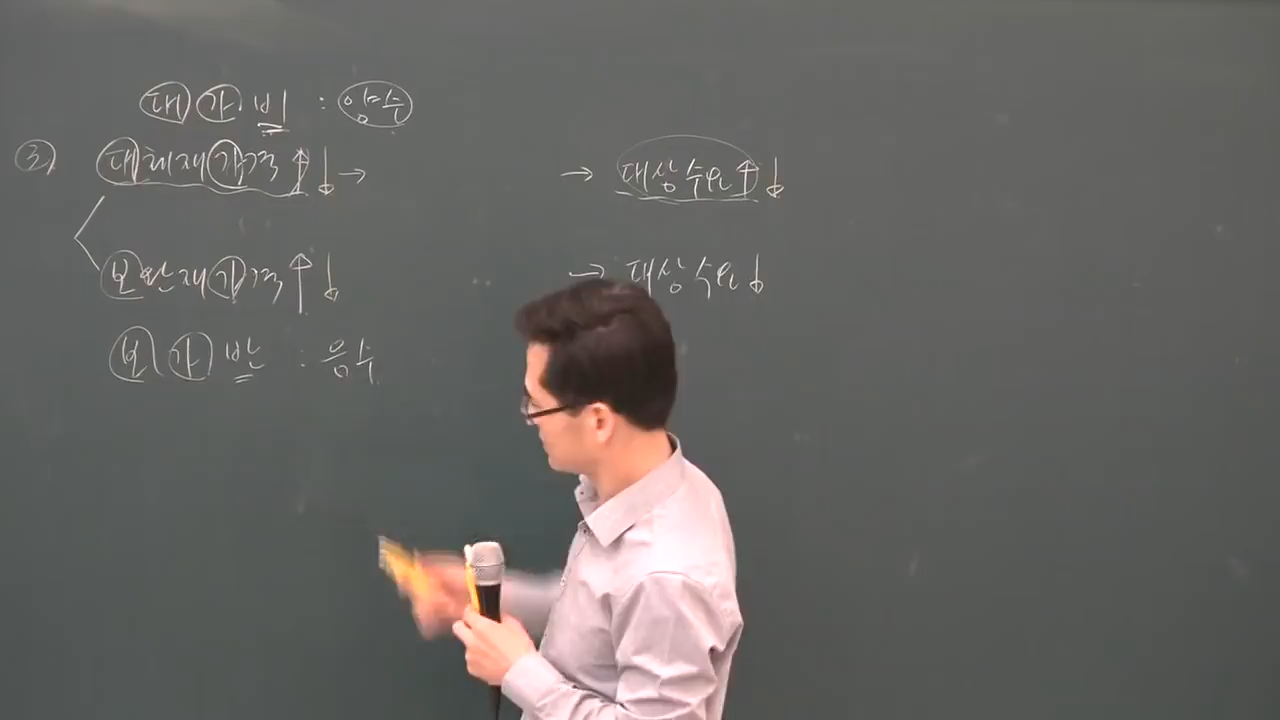 대 가 비 : 양수
③ 대체재 가격 ↑↓ → → 대상 수요 ↑↓
보완재 가격 ↑↓ → 대상 수요 ↓
보 가 반 : 음수